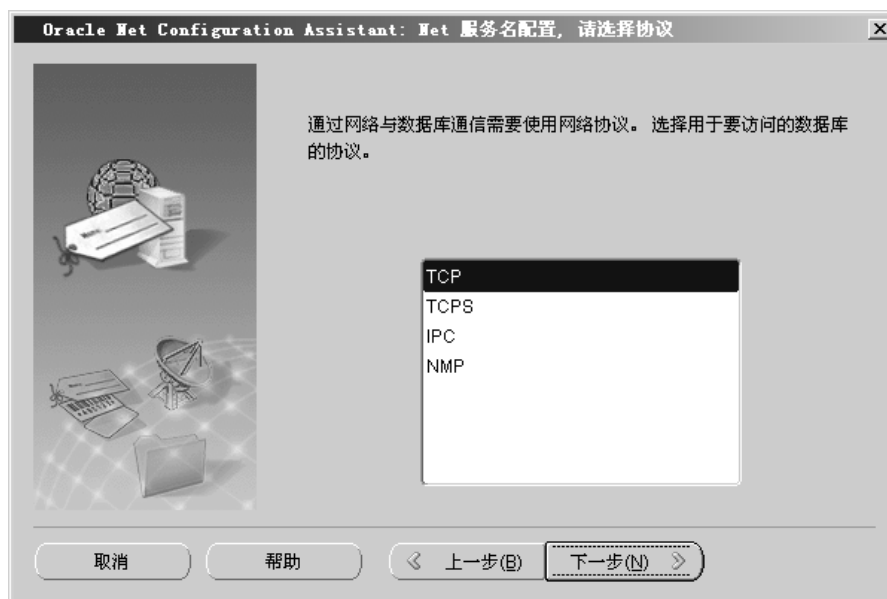 Oracle Net Configuration Assistant: Net 服务名配置, 请选择协议
通过网络与数据库通信需要使用网络协议。 选择用于要访问的数据库
的协议。
TCP
TCPS
IPC
NMP
取消
帮助
上一步(B)
下一步(N)